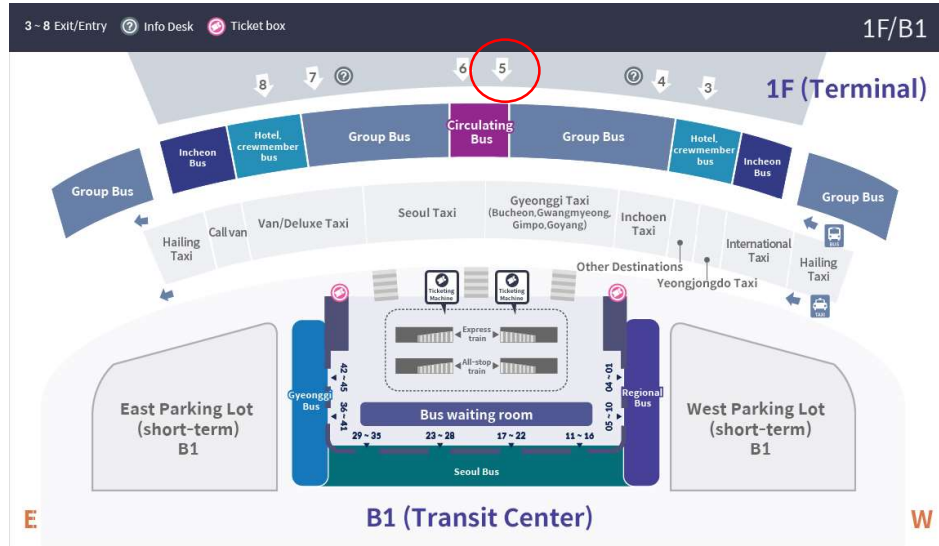 3 ~ 8 Exit/Entry
Info Desk
Ticket box
1F/B1
8
7
6
5
4
3
1F (Terminal)
Group Bus
Incheon
Bus
Hotel,
crewmember
bus
Group Bus
Circulating
Bus
Group Bus
Hotel,
crewmember
bus
Incheon
Bus
Group Bus
Hailing
Taxi
Call van
Van/Deluxe Taxi
Seoul Taxi
Gyeonggi Taxi
(Bucheon,Gwangmyeong,
Gimpo,Goyang)
Inchoen
Taxi
Other Destinations
Yeongjongdo Taxi
International
Taxi
Hailing
Taxi
BUS
TAXI
Ticketing
Machine
Ticketing
Machine
Express
train
All-stop
train
42 ~ 45
36 ~ 41
04 ~ 01
05 ~ 10
Gyeonggi
Bus
Regional
Bus
Bus waiting room
29 ~ 35
23 ~ 28
17 ~ 22
11 ~ 16
Seoul Bus
East Parking Lot
(short-term)
B1
West Parking Lot
(short-term)
B1
E
B1 (Transit Center)
W